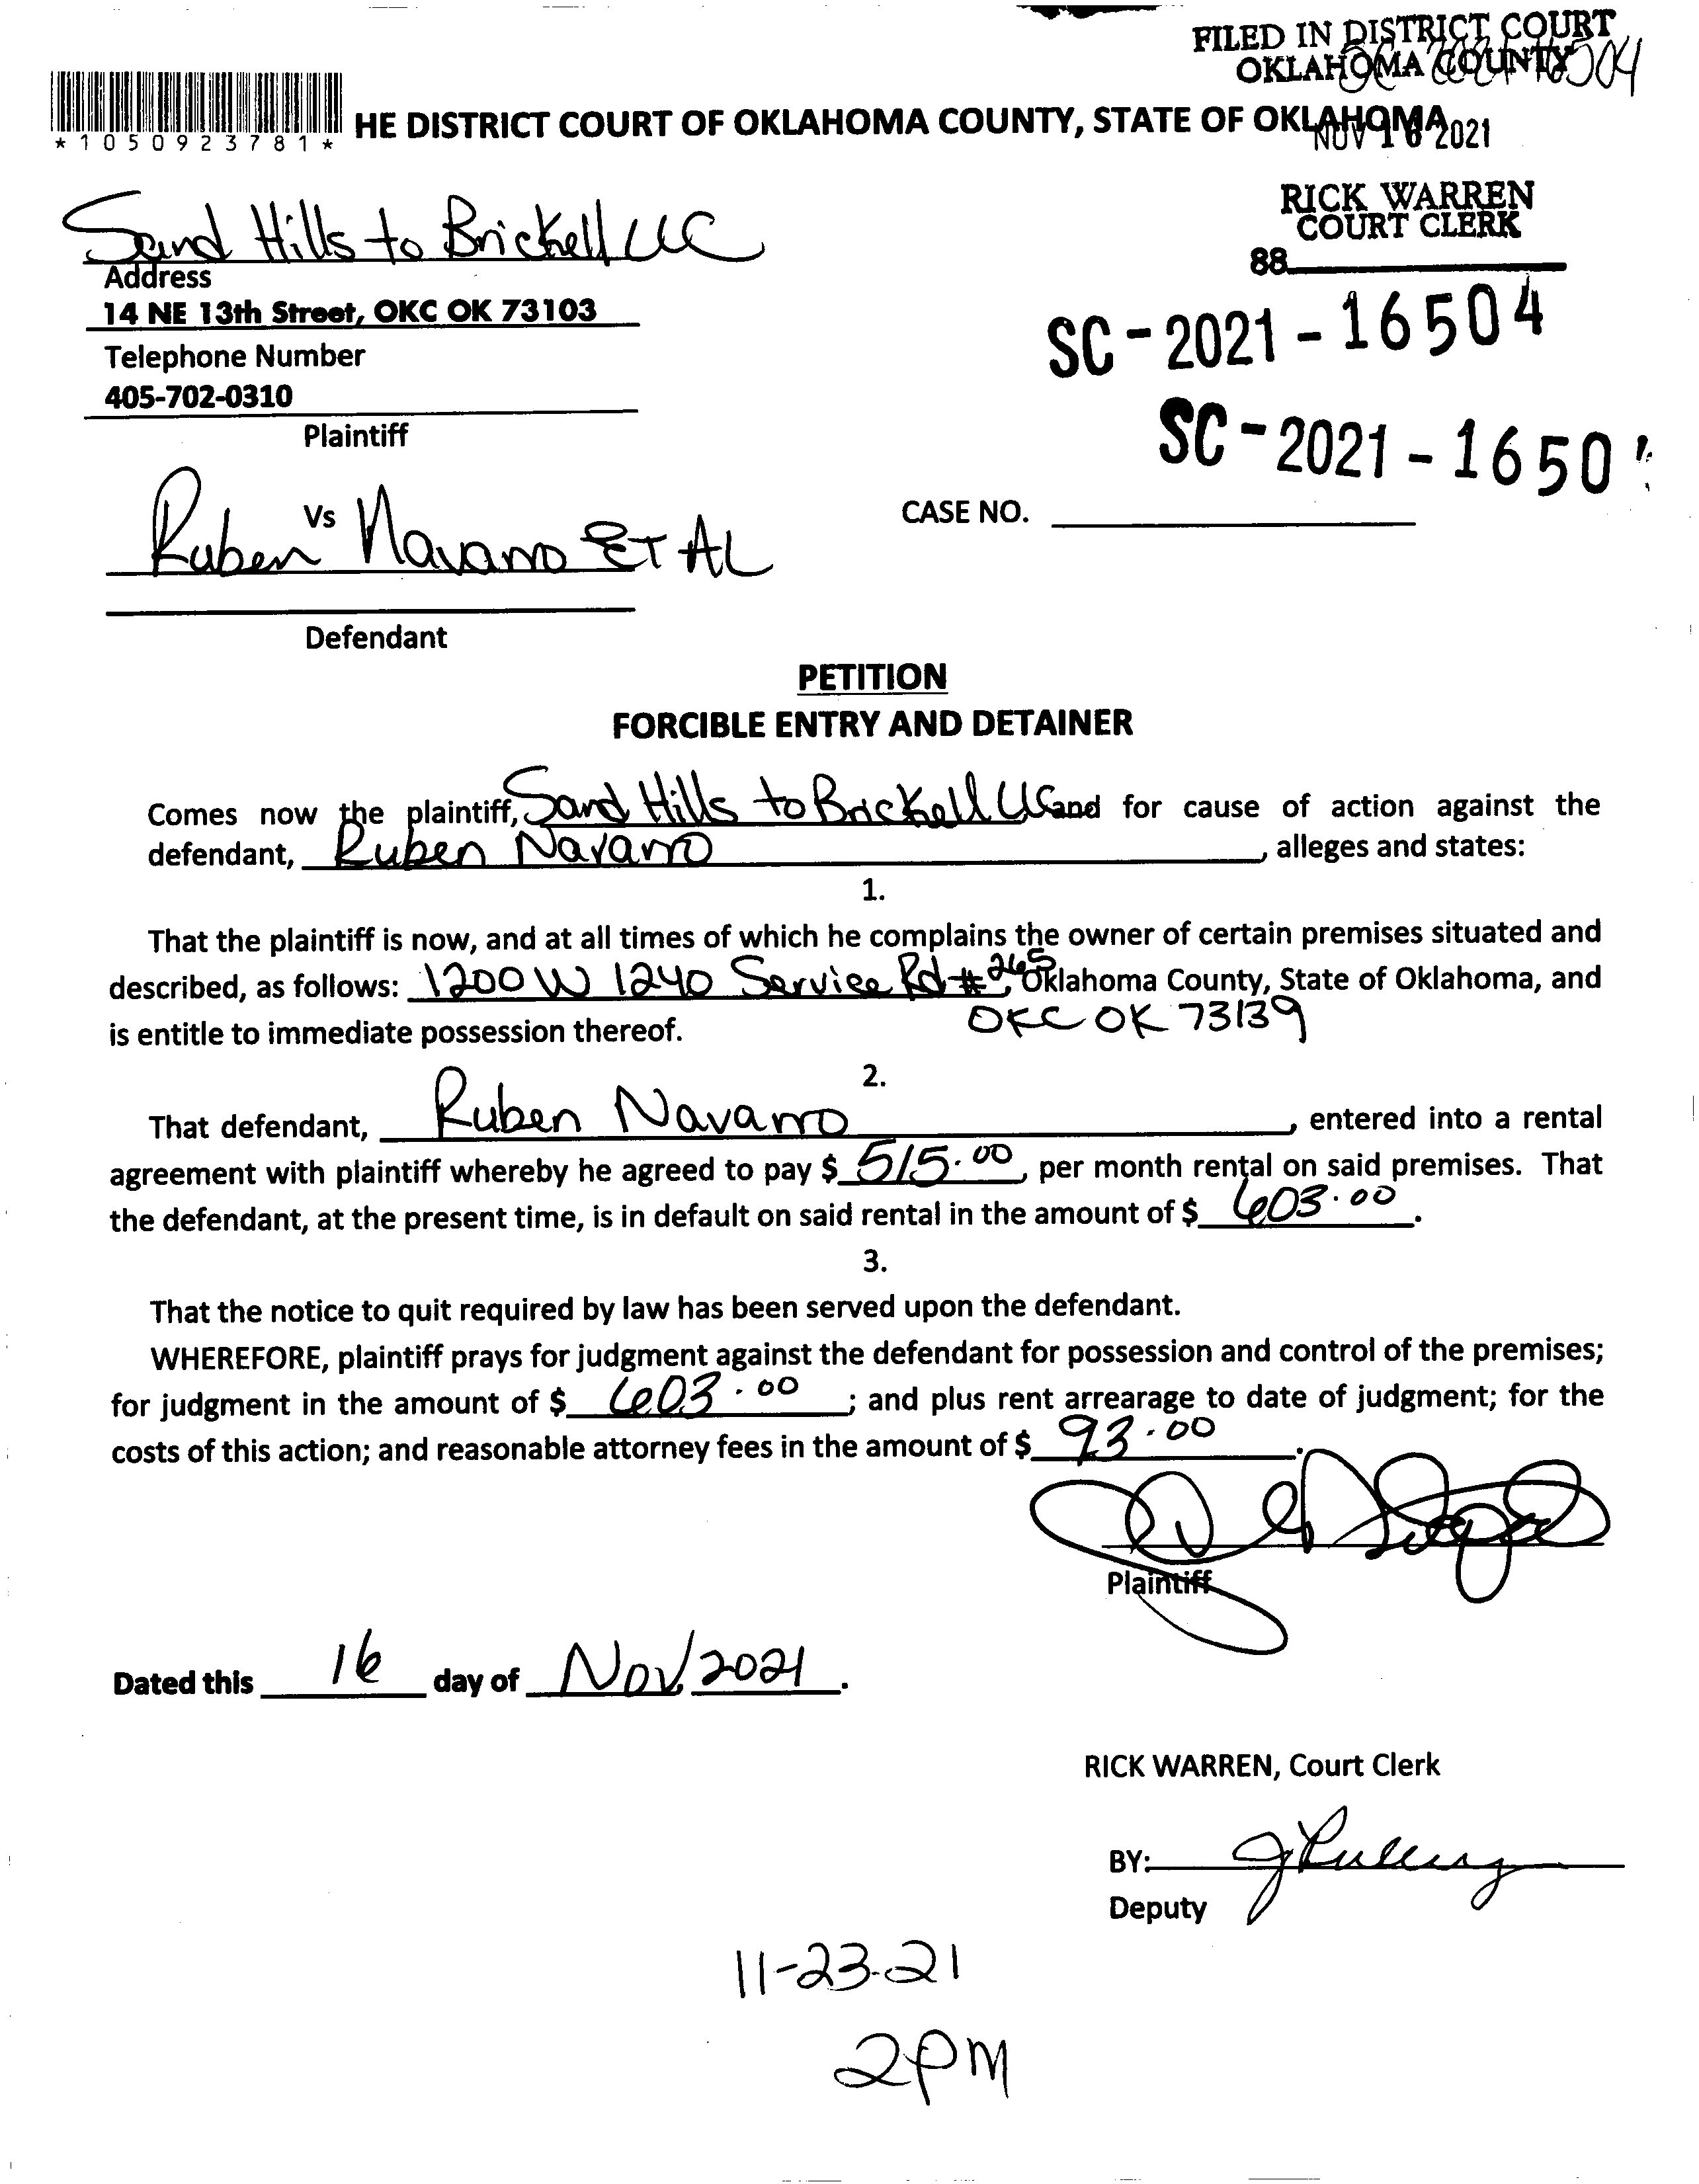 FILED IN DISTRICT COURT
OKLAHOMA COUNTY
SC 2021 16504
*1050923781*
HE DISTRICT COURT OF OKLAHOMA COUNTY, STATE OF OKLAHOMA
NOV 16 2021
RICK WARREN
COURT CLERK
88
Sand Hills to Brickell LLC
Address
14 NE 13th Street, OKC OK 73103
Telephone Number
405-702-0310
Plaintiff
SC-2021-16504
SC-2021-1650
Vs
CASE NO.
Ruben Navarro ET AL
Defendant
PETITION
FORCIBLE ENTRY AND DETAINER
Comes now the plaintiff, Sand Hills to Brickell LLC and for cause of action against the
defendant, Ruben Navarro, alleges and states:
1.
That the plaintiff is now, and at all times of which he complains the owner of certain premises situated and
described, as follows: 1200 W 1240 Service Rd # 265, Oklahoma County, State of Oklahoma, and
OKC OK 73139
is entitle to immediate possession thereof.
2.
That defendant, Ruben Navarro, entered into a rental
agreement with plaintiff whereby he agreed to pay $ 515.00, per month rental on said premises. That
the defendant, at the present time, is in default on said rental in the amount of $ 603.00.
3.
That the notice to quit required by law has been served upon the defendant.
WHEREFORE, plaintiff prays for judgment against the defendant for possession and control of the premises;
for judgment in the amount of $ 603.00; and plus rent arrearage to date of judgment; for the
costs of this action; and reasonable attorney fees in the amount of $ 93.00.
Plaintiff
Dated this 16 day of Nov. 2021.
RICK WARREN, Court Clerk
BY:
Deputy
11-23-21
2PM